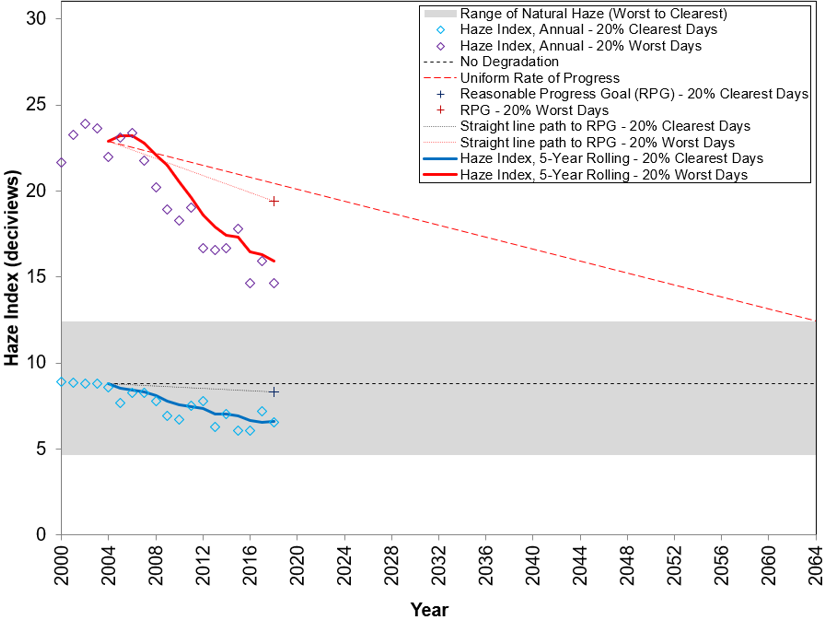 30
25
20
15
10
5
0
Haze Index (deciviews)
Range of Natural Haze (Worst to Clearest)
Haze Index, Annual - 20% Clearest Days
Haze Index, Annual - 20% Worst Days
No Degradation
Uniform Rate of Progress
Reasonable Progress Goal (RPG) - 20% Clearest Days
RPG - 20% Worst Days
Straight line path to RPG - 20% Clearest Days
Straight line path to RPG - 20% Worst Days
Haze Index, 5-Year Rolling - 20% Clearest Days
Haze Index, 5-Year Rolling - 20% Worst Days
2000 2004 2008 2012 2016 2020 2024 2028 2032 2036 2040 2044 2048 2052 2056 2060 2064
Year